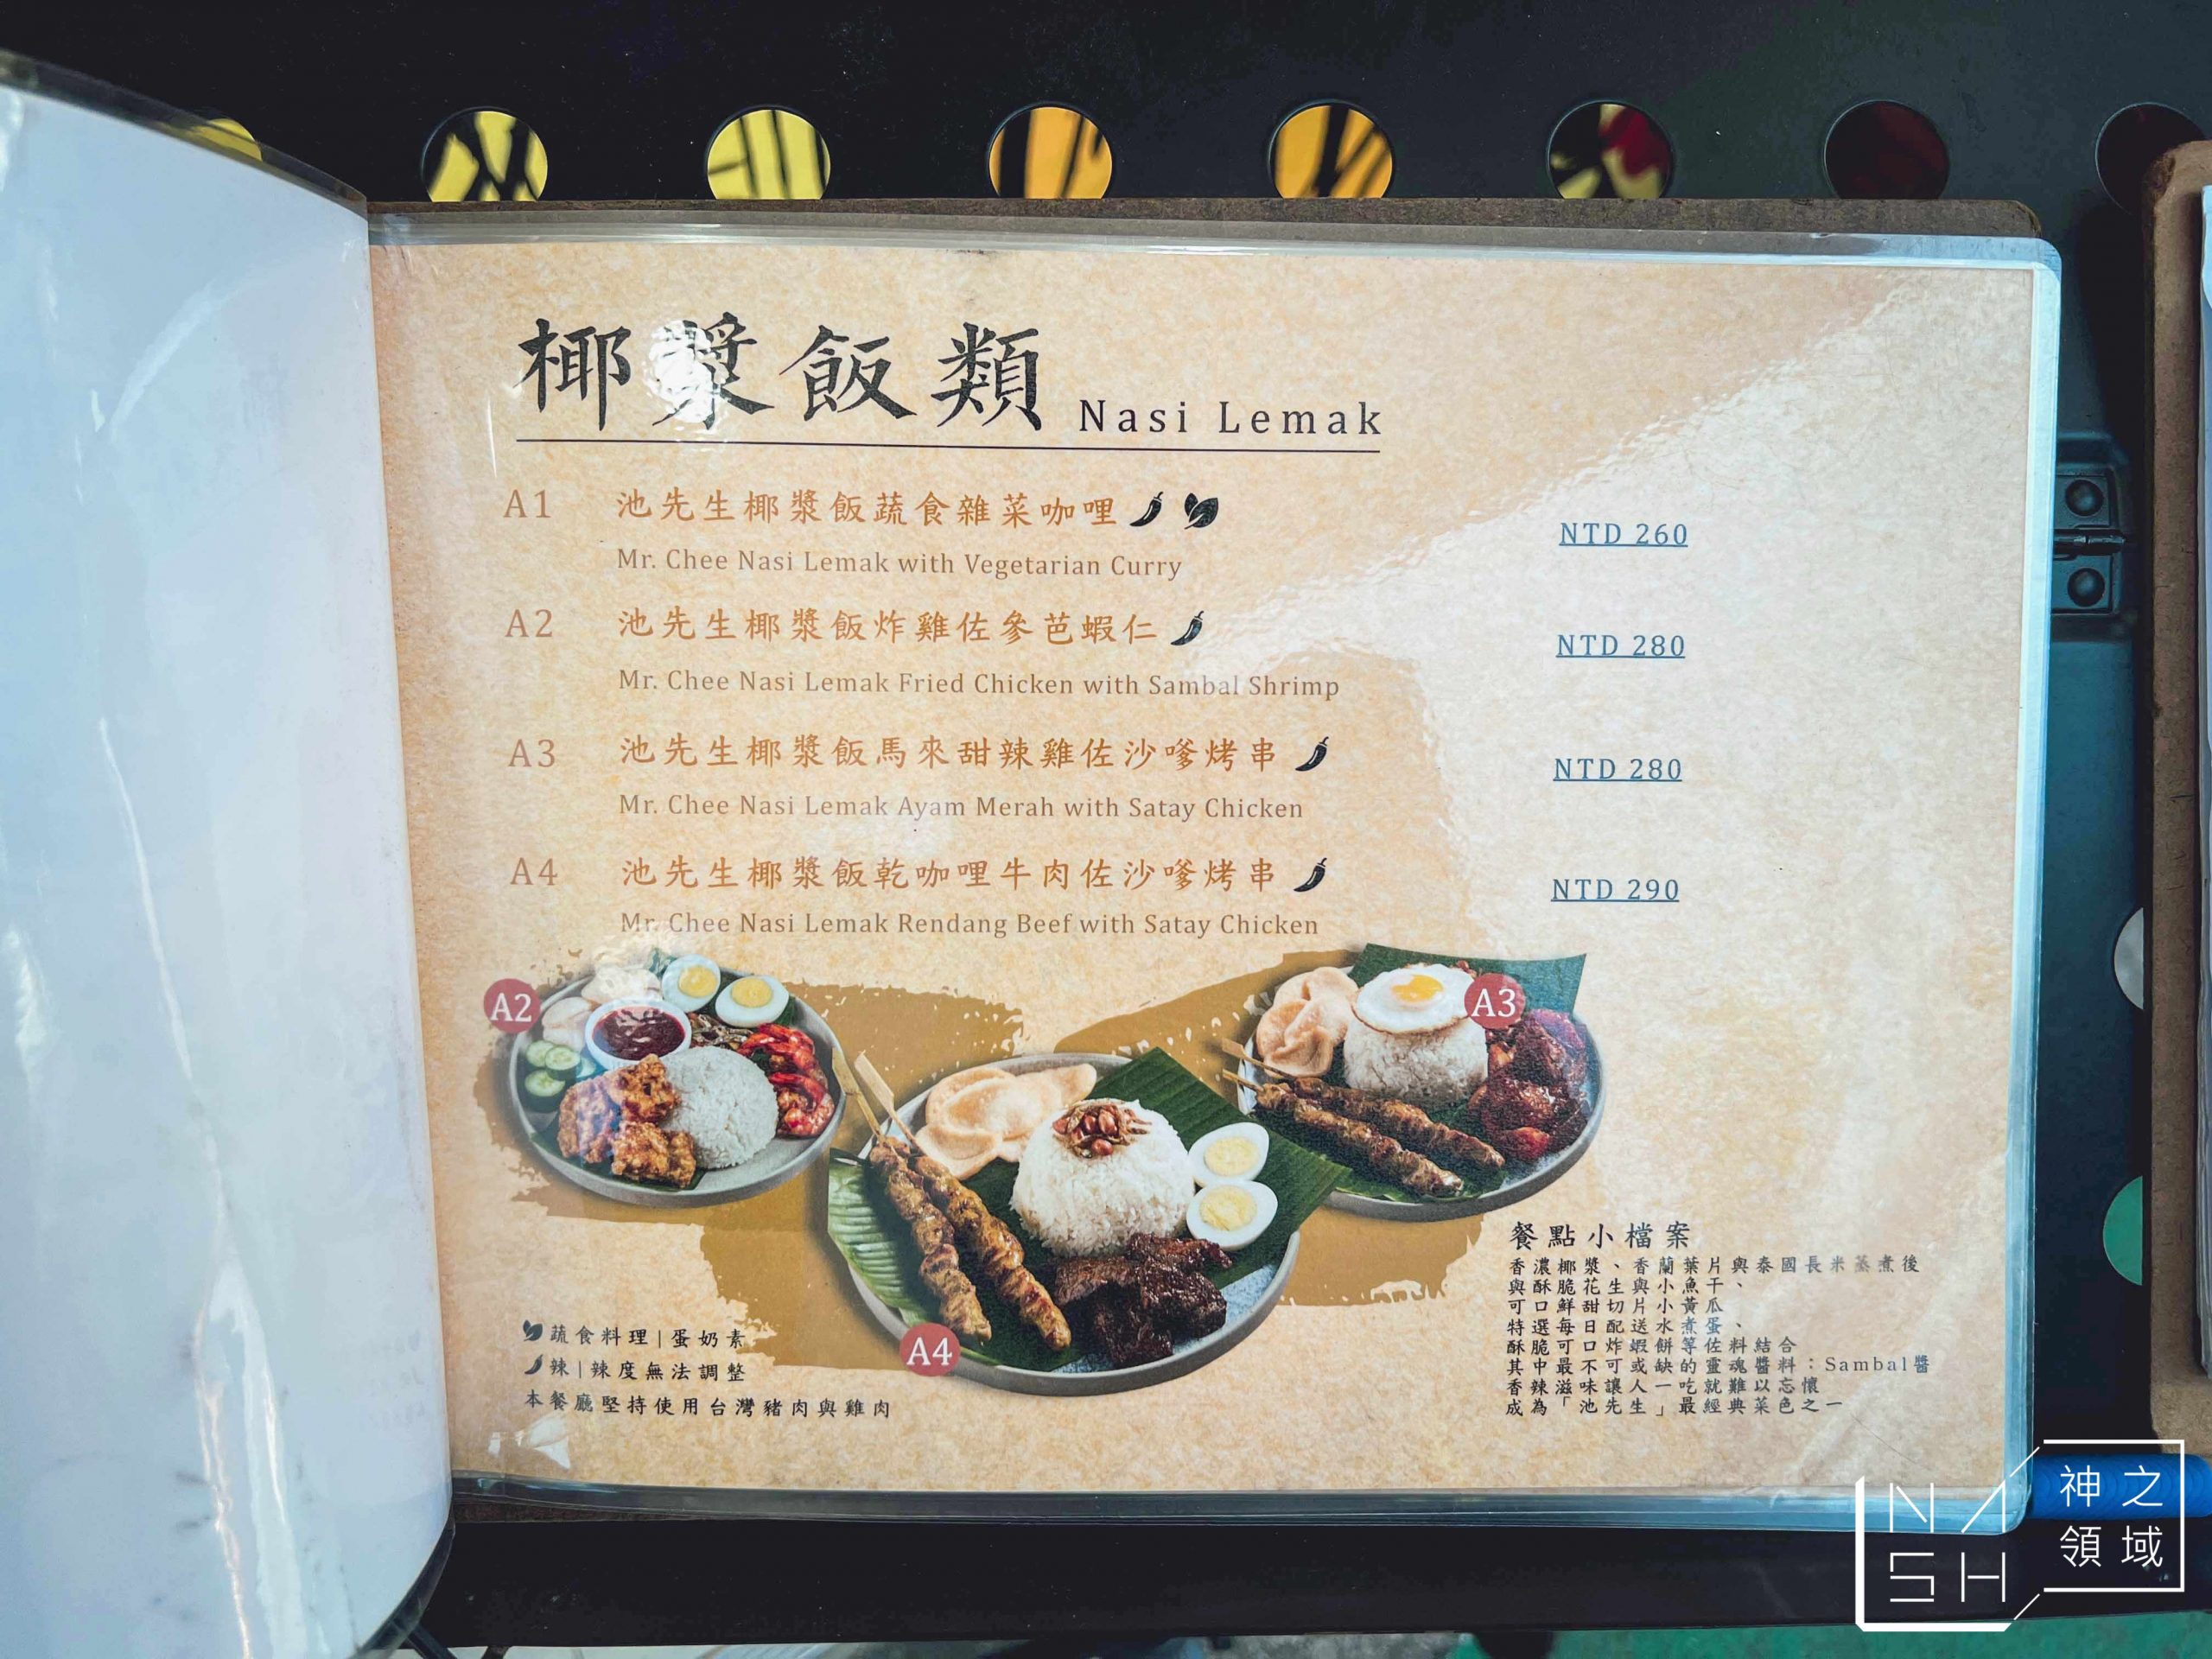 椰漿飯類 Nasi Lemak
A1 池先生椰漿飯蔬食雜菜咖哩 NTD 260
Mr. Chee Nasi Lemak with Vegetarian Curry
A2 池先生椰漿飯炸雞佐參芭蝦仁 NTD 280
Mr. Chee Nasi Lemak Fried Chicken with Sambal Shrimp
A3 池先生椰漿飯馬來甜辣雞佐沙嗲烤串 NTD 280
Mr. Chee Nasi Lemak Ayam Merah with Satay Chicken
A4 池先生椰漿飯乾咖哩牛肉佐沙嗲烤串 NTD 290
Mr. Chee Nasi Lemak Rendang Beef with Satay Chicken
A2
A3
A4
蔬食料理|蛋奶素
辣|辣度無法調整
本餐廳堅持使用台灣豬肉與雞肉
餐點小檔案
香濃椰漿、香蘭葉片與泰國長米蒸煮後
與酥脆花生與小魚干、
可口鮮甜切片小黃瓜
特選每日配送水煮蛋、
酥脆可口炸蝦餅等佐料結合
其中最不可或缺的靈魂醬料：Sambal醬
香辣滋味讓人一吃就難以忘懷
成為「池先生」最經典菜色之一
NASH
神之領域